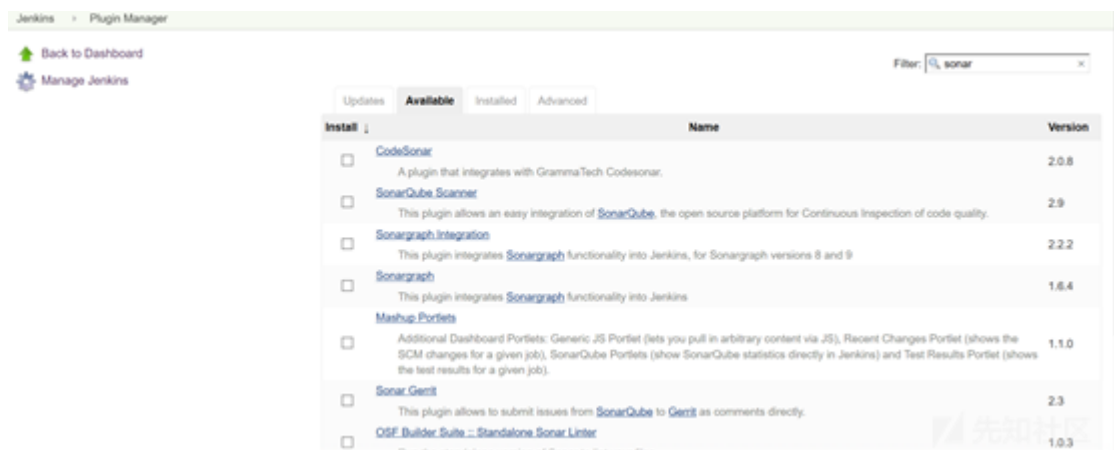 Jenkins › Plugin Manager
Back to Dashboard
Manage Jenkins
Filter: sonar ×
Updates Available Installed Advanced
Install ↓ Name Version
CodeSonar
A plugin that integrates with GrammaTech Codesonar.
2.0.8
SonarQube Scanner
This plugin allows an easy integration of SonarQube, the open source platform for Continuous Inspection of code quality.
2.9
Sonargraph Integration
This plugin integrates Sonargraph functionality into Jenkins, for Sonargraph versions 8 and 9
2.2.2
Sonargraph
This plugin integrates Sonargraph functionality into Jenkins
1.6.4
Mashup Portlets
Additional Dashboard Portlets: Generic JS Portlet (lets you pull in arbitrary content via JS), Recent Changes Portlet (shows the
SCM changes for a given job), SonarQube Portlets (show SonarQube statistics directly in Jenkins) and Test Results Portlet (shows
the test results for a given job).
1.1.0
Sonar Gerrit
This plugin allows to submit issues from SonarQube to Gerrit as comments directly.
2.3
OSF Builder Suite :: Standalone Sonar Linter
1.0.3
先知社区